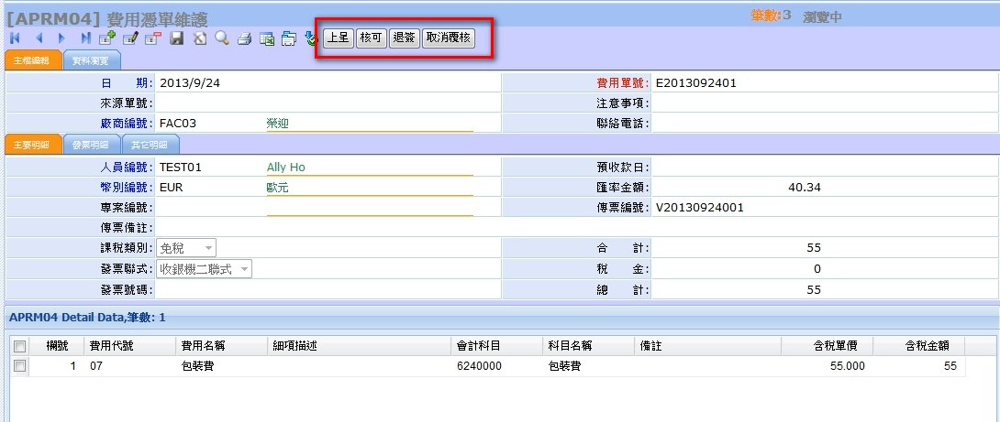 [APRM04] 費用憑單維護 筆數:3 瀏覽中
上呈 核可 退簽 取消覆核
主檔編輯 資料瀏覽
日 期: 2013/9/24 費用單號: E2013092401
來源單號: 注意事項:
廠商編號: FAC03 榮迎 聯絡電話:
主要明細 發票明細 其它明細
人員編號: TEST01 Ally Ho 預收款日:
幣別編號: EUR 歐元 匯率金額: 40.34
專案編號: 傳票編號: V20130924001
傳票備註:
課稅類別: 免稅 合 計: 55
發票聯式: 收銀機二聯式 稅 金: 0
發票號碼: 總 計: 55
APRM04 Detail Data,筆數: 1
欄號 費用代號 費用名稱 細項描述 會計科目 科目名稱 備註 含稅單價 含稅金額
1 07 包裝費 6240000 包裝費 55.000 55